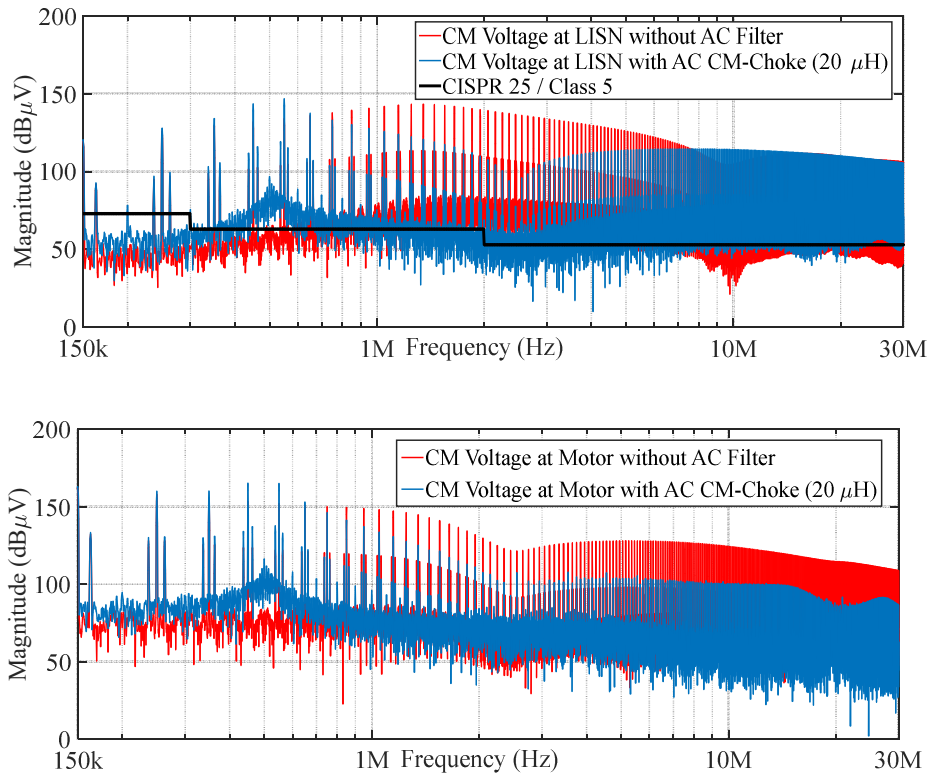 200
150
100
50
0
Magnitude (dBμV)
CM Voltage at LISN without AC Filter
CM Voltage at LISN with AC CM-Choke (20 μH)
CISPR 25 / Class 5
150k 1M Frequency (Hz) 10M 30M
200
150
100
50
0
Magnitude (dBμV)
CM Voltage at Motor without AC Filter
CM Voltage at Motor with AC CM-Choke (20 μH)
150k 1M Frequency (Hz) 10M 30M